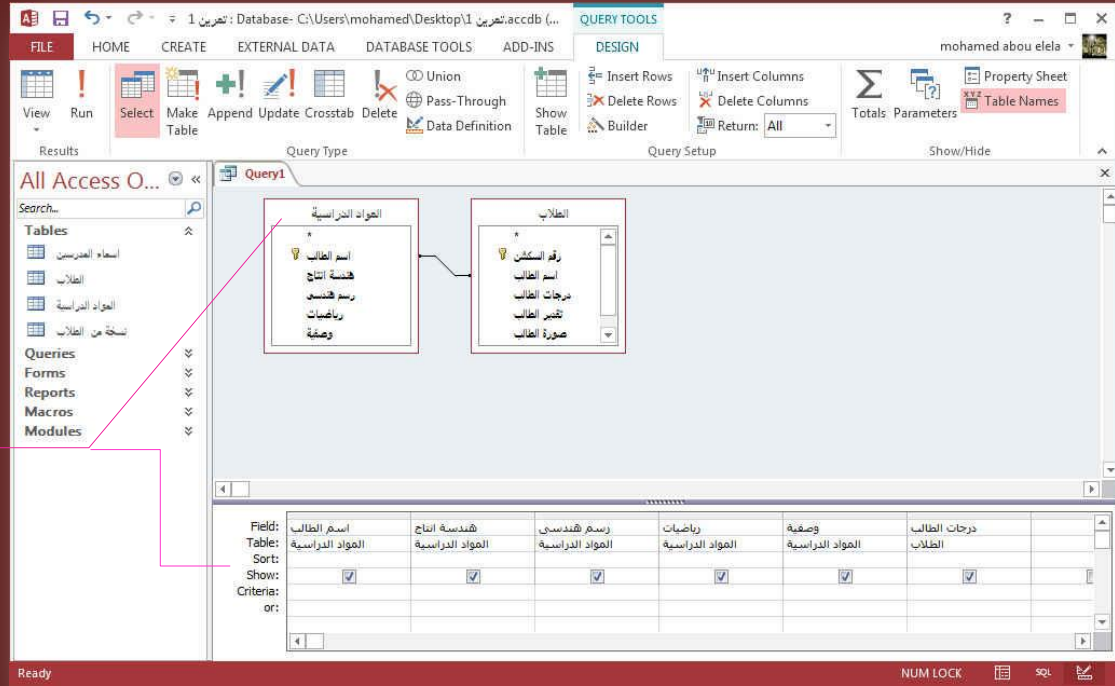 تمرين 1 : Database- C:\Users\mohamed\Desktop\تمرين 1.accdb (...
QUERY TOOLS
?
FILE HOME CREATE EXTERNAL DATA DATABASE TOOLS ADD-INS DESIGN
mohamed abou elela
View
Run
Select
Make Table
Append
Update
Crosstab
Delete
Union
Pass-Through
Data Definition
Show Table
Insert Rows
Delete Rows
Builder
Insert Columns
Delete Columns
Return: All
Totals
Parameters
Property Sheet
Table Names
Results
Query Type
Query Setup
Show/Hide
All Access O...
Search...
Tables
اسماء المدرسين
الطلاب
المواد الدراسية
نسخة من الطلاب
Queries
Forms
Reports
Macros
Modules
Query1
المواد الدراسية
*
اسم الطالب
هندسة انتاج
رسم هندسى
رياضيات
وصفية
الطلاب
*
رقم السكشن
اسم الطالب
درجات الطالب
تقدير الطالب
صورة الطالب
Field: اسم الطالب هندسة انتاج رسم هندسى رياضيات وصفية درجات الطالب
Table: المواد الدراسية المواد الدراسية المواد الدراسية المواد الدراسية المواد الدراسية الطلاب
Sort:
Show:
Criteria:
or:
Ready
NUM LOCK
SQL